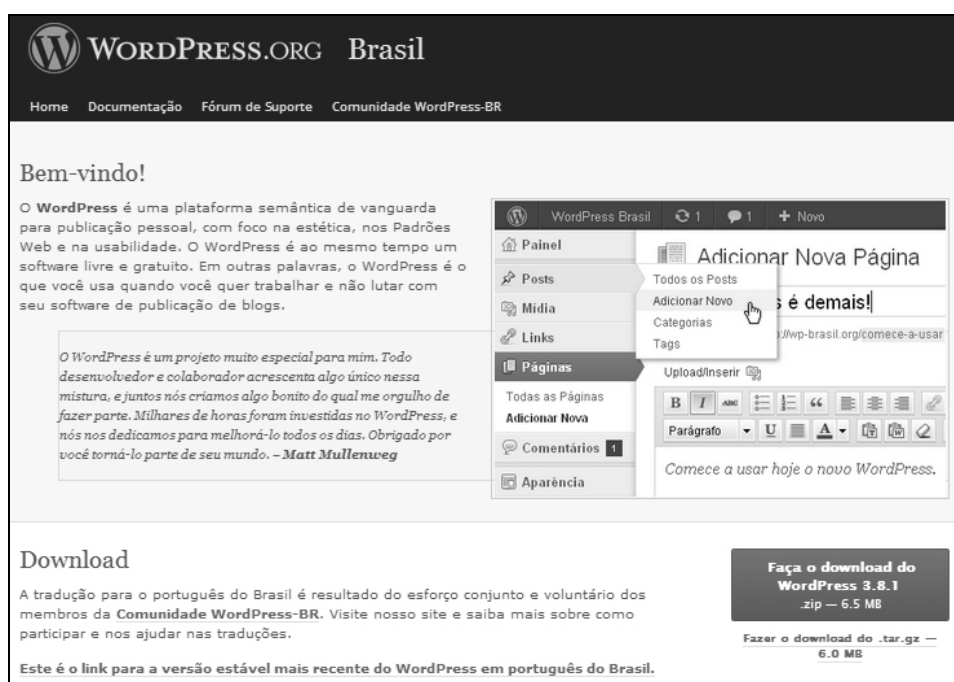 WORDPRESS.ORG Brasil
Home Documentação Fórum de Suporte Comunidade WordPress-BR
Bem-vindo!
O WordPress é uma plataforma semântica de vanguarda
para publicação pessoal, com foco na estética, nos Padrões
Web e na usabilidade. O WordPress é ao mesmo tempo um
software livre e gratuito. Em outras palavras, o WordPress é o
que você usa quando você quer trabalhar e não lutar com
seu software de publicação de blogs.
O WordPress é um projeto muito especial para mim. Todo
desenvolvedor e colaborador acrescenta algo único nessa
mistura, e juntos nós criamos algo bonito do qual me orgulho de
fazer parte. Milhares de horas foram investidas no WordPress, e
nós nos dedicamos para melhorá-lo todos os dias. Obrigado por
você torná-lo parte de seu mundo. – Matt Mullenweg
WordPress Brasil 1 1 + Novo
Painel
Posts
Mídia
Links
Páginas
Todas as Páginas
Adicionar Nova
Comentários 1
Aparência
Adicionar Nova Página
Todos os Posts
Adicionar Novo
Categorias
Tags
s é demais!
//wp-brasil.org/comece-a-usar
Upload/Inserir
B I ABC
Parágrafo U A
Comece a usar hoje o novo WordPress.
Download
A tradução para o português do Brasil é resultado do esforço conjunto e voluntário dos
membros da Comunidade WordPress-BR. Visite nosso site e saiba mais sobre como
participar e nos ajudar nas traduções.
Este é o link para a versão estável mais recente do WordPress em português do Brasil.
Faça o download do
WordPress 3.8.1
.zip — 6.5 MB
Fazer o download do .tar.gz —
6.0 MB